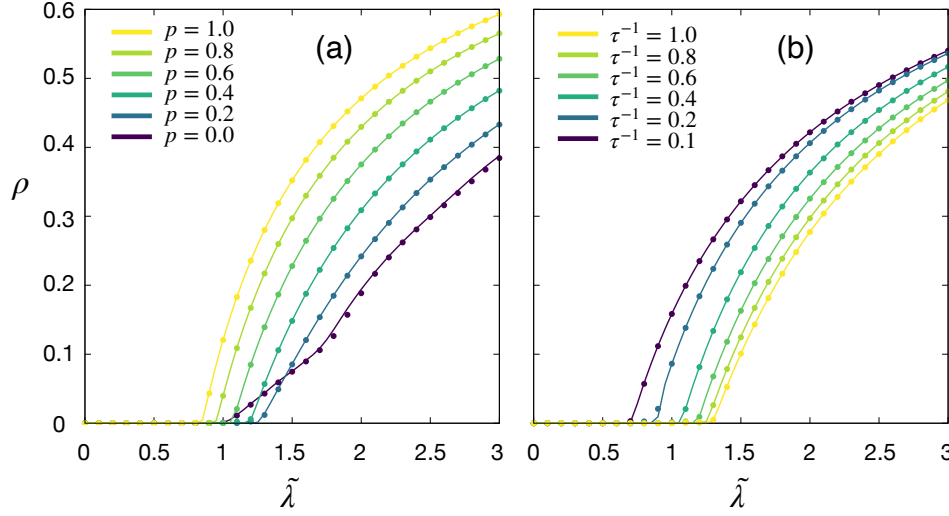 0.6
0.5
0.4
0.3
0.2
0.1
0
ρ
p = 1.0
p = 0.8
p = 0.6
p = 0.4
p = 0.2
p = 0.0
(a)
0 0.5 1 1.5 2 2.5 3
λ̃
τ⁻¹ = 1.0
τ⁻¹ = 0.8
τ⁻¹ = 0.6
τ⁻¹ = 0.4
τ⁻¹ = 0.2
τ⁻¹ = 0.1
(b)
0 0.5 1 1.5 2 2.5 3
λ̃